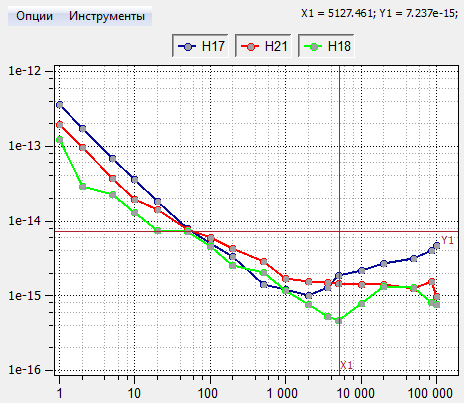 Опции Инструменты X1 = 5127.461; Y1 = 7.237e-15;
H17 H21 H18
1e-12
1e-13
1e-14
Y1
1e-15
X1
1e-16
1 10 100 1 000 10 000 100 000